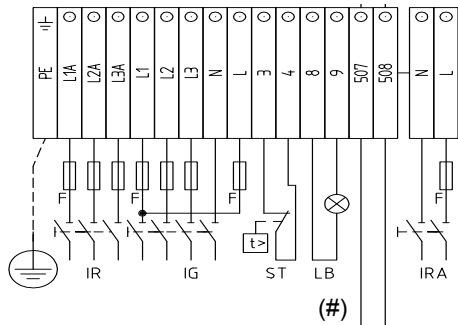 PE L1A L2A L3A L1 L2 L3 N L 3 4 8 9 507 508 N L
F F F F
t>
IR IG ST LB IRA
(#)